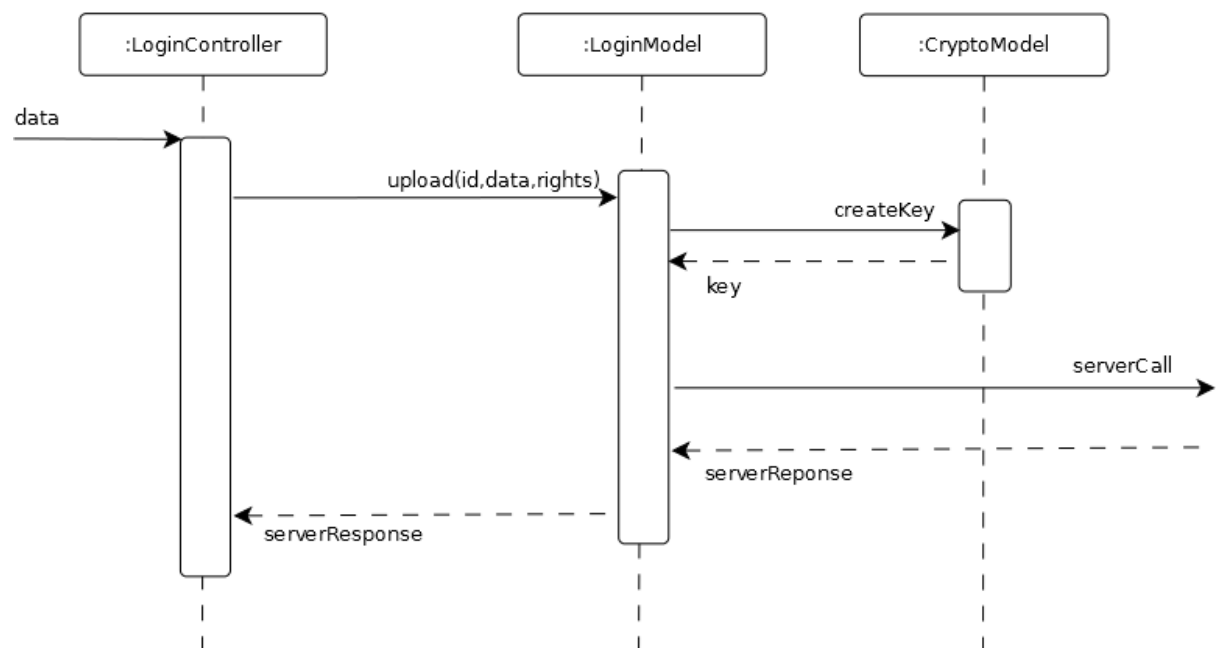 :LoginController
:LoginModel
:CryptoModel
data
upload(id,data,rights)
createKey
key
serverCall
serverReponse
serverResponse